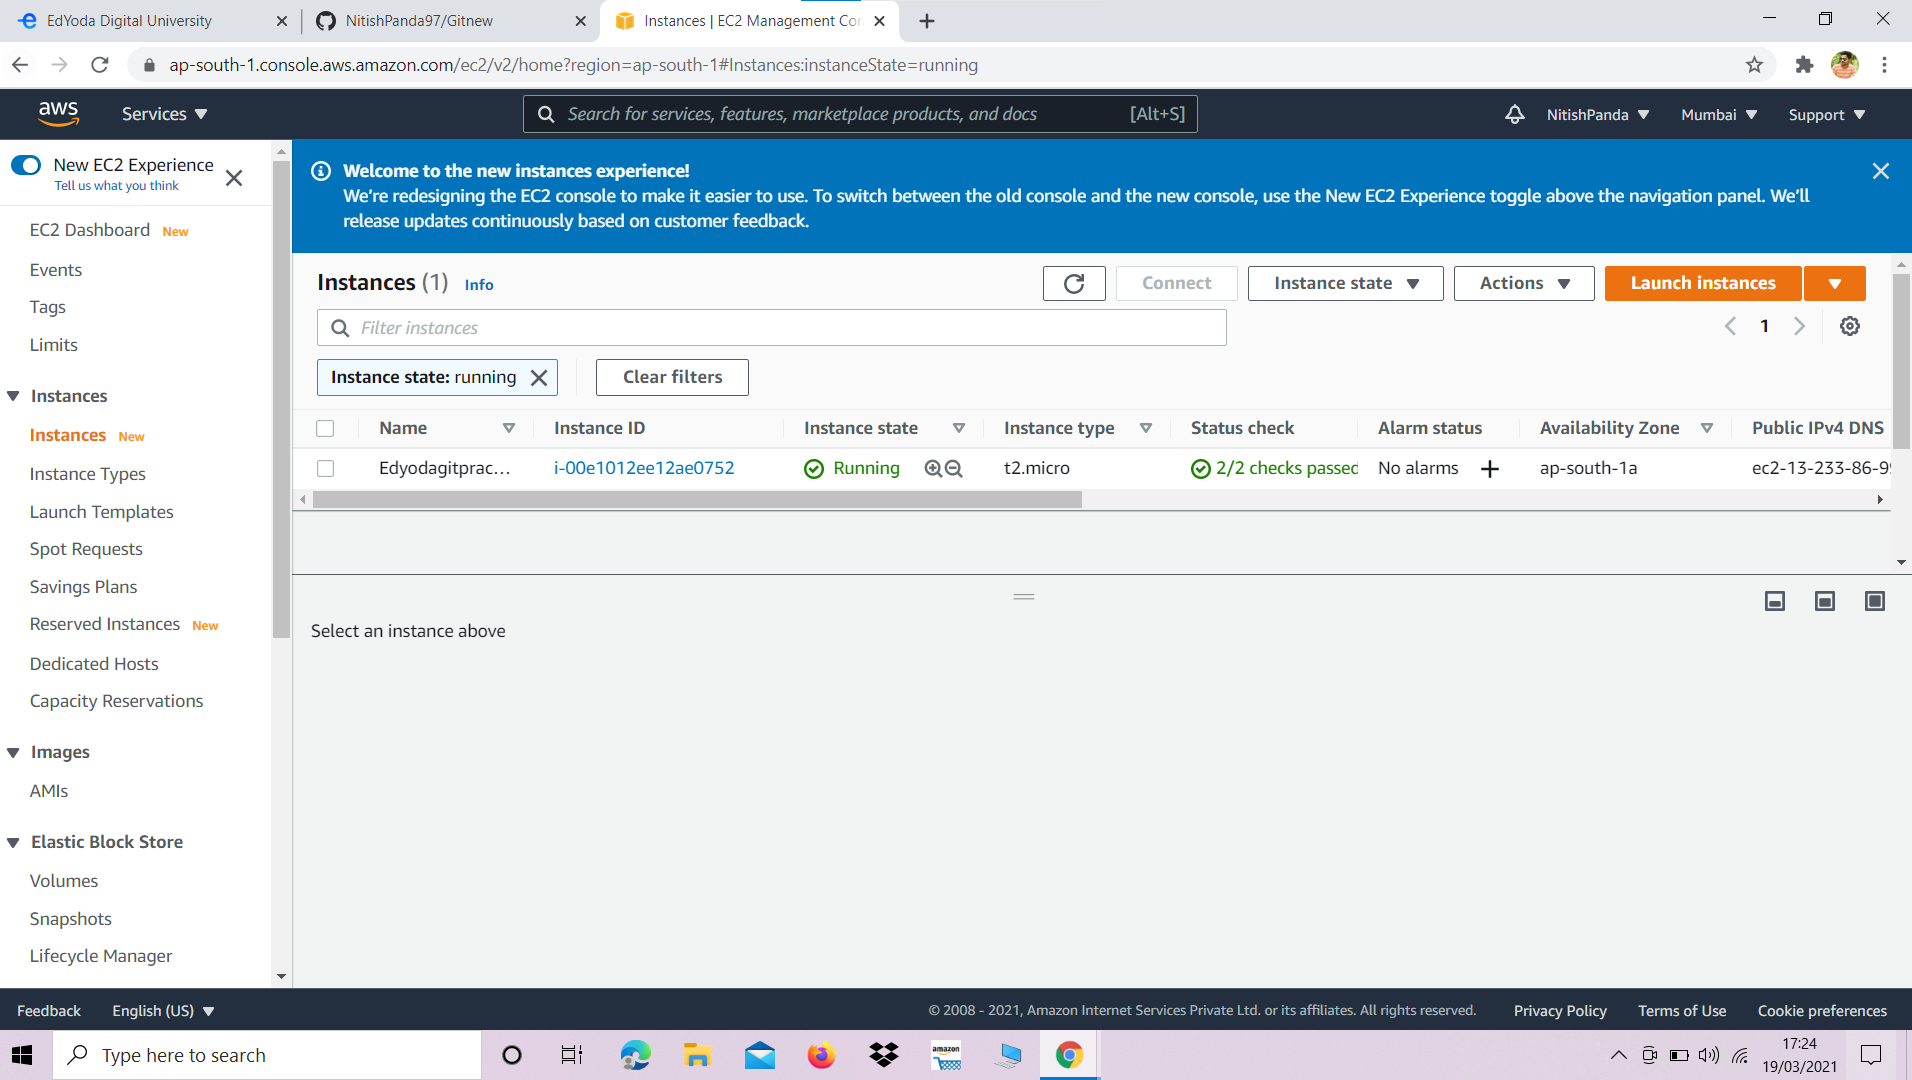 EdYoda Digital University
NitishPanda97/Gitnew
Instances | EC2 Management Co
ap-south-1.console.aws.amazon.com/ec2/v2/home?region=ap-south-1#Instances:instanceState=running
aws
Services
Search for services, features, marketplace products, and docs [Alt+S]
NitishPanda
Mumbai
Support
New EC2 Experience
Tell us what you think
EC2 Dashboard New
Events
Tags
Limits
Instances
Instances New
Instance Types
Launch Templates
Spot Requests
Savings Plans
Reserved Instances New
Dedicated Hosts
Capacity Reservations
Images
AMIs
Elastic Block Store
Volumes
Snapshots
Lifecycle Manager
Welcome to the new instances experience!
We're redesigning the EC2 console to make it easier to use. To switch between the old console and the new console, use the New EC2 Experience toggle above the navigation panel. We'll
release updates continuously based on customer feedback.
Instances (1) Info
Connect
Instance state
Actions
Launch instances
Filter instances
1
Instance state: running
Clear filters
Name Instance ID Instance state Instance type Status check Alarm status Availability Zone Public IPv4 DNS
Edyodagitprac... i-00e1012ee12ae0752 Running t2.micro 2/2 checks passed No alarms ap-south-1a ec2-13-233-86-9
Select an instance above
Feedback
English (US)
© 2008 - 2021, Amazon Internet Services Private Ltd. or its affiliates. All rights reserved.
Privacy Policy
Terms of Use
Cookie preferences
Type here to search
amazon
17:24
19/03/2021